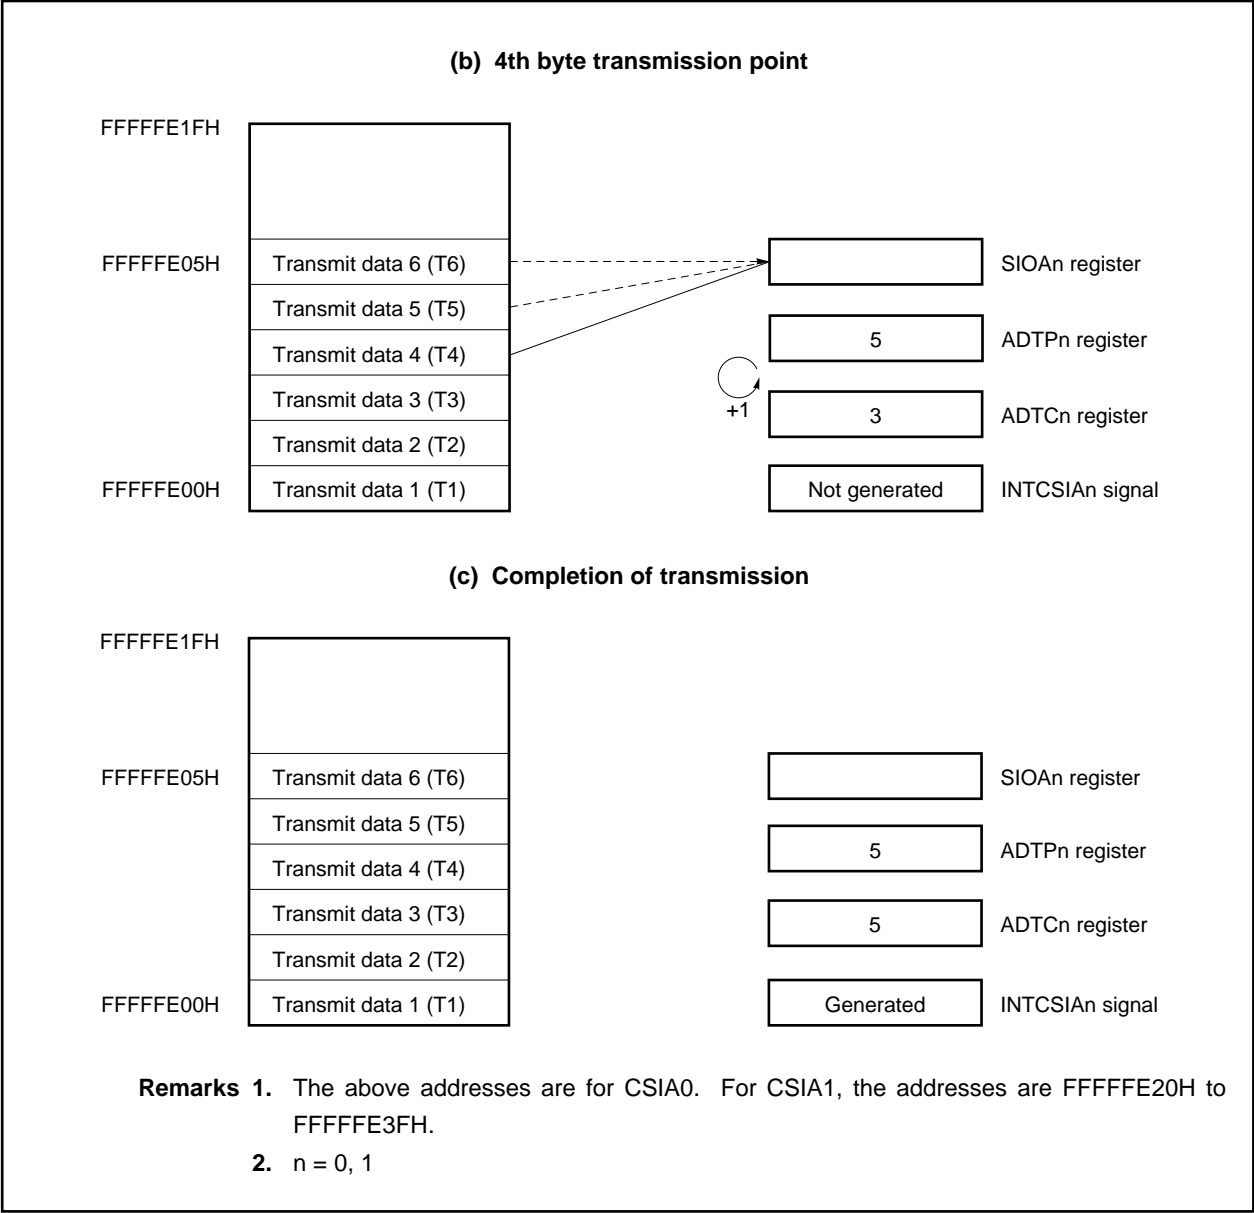 (b) 4th byte transmission point
FFFFFE1FH
FFFFFE05H Transmit data 6 (T6) SIOAn register
Transmit data 5 (T5)
5 ADTPn register
Transmit data 4 (T4)
Transmit data 3 (T3)
+1
3 ADTCn register
Transmit data 2 (T2)
FFFFFE00H Transmit data 1 (T1) Not generated INTCSIAn signal
(c) Completion of transmission
FFFFFE1FH
FFFFFE05H Transmit data 6 (T6) SIOAn register
Transmit data 5 (T5)
5 ADTPn register
Transmit data 4 (T4)
Transmit data 3 (T3)
5 ADTCn register
Transmit data 2 (T2)
FFFFFE00H Transmit data 1 (T1) Generated INTCSIAn signal
Remarks 1. The above addresses are for CSIA0. For CSIA1, the addresses are FFFFFE20H to
FFFFFE3FH.
2. n = 0, 1